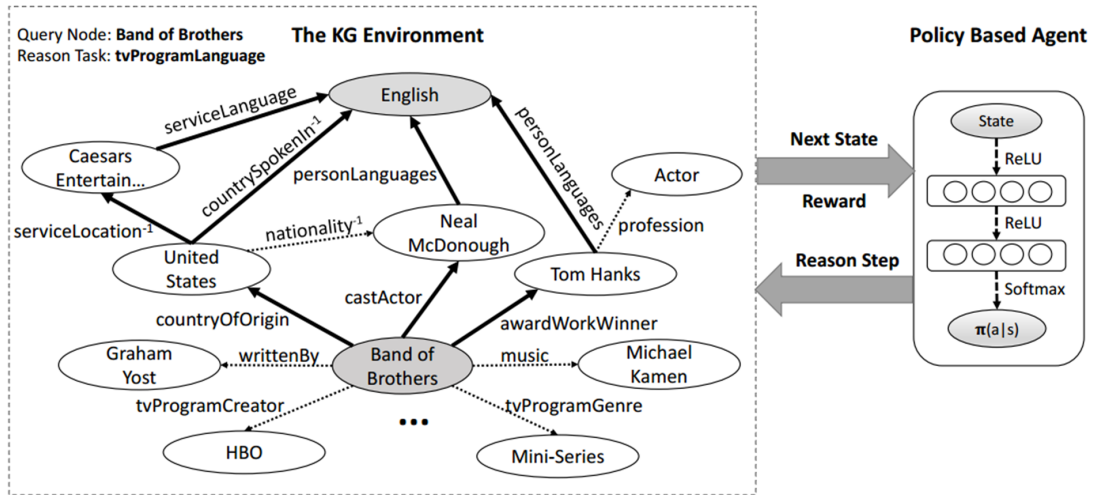 Query Node: Band of Brothers
Reason Task: tvProgramLanguage
The KG Environment
Policy Based Agent
English
serviceLanguage
countrySpokenIn-1
personLanguages
personLanguages
Caesars
Entertain...
Actor
profession
serviceLocation-1
nationality-1
Neal
McDonough
United
States
Tom Hanks
castActor
countryOfOrigin
awardWorkWinner
Graham
Yost
writtenBy
Band of
Brothers
music
Michael
Kamen
tvProgramCreator
tvProgramGenre
...
HBO
Mini-Series
Next State
Reward
Reason Step
State
ReLU
ReLU
Softmax
π(a|s)